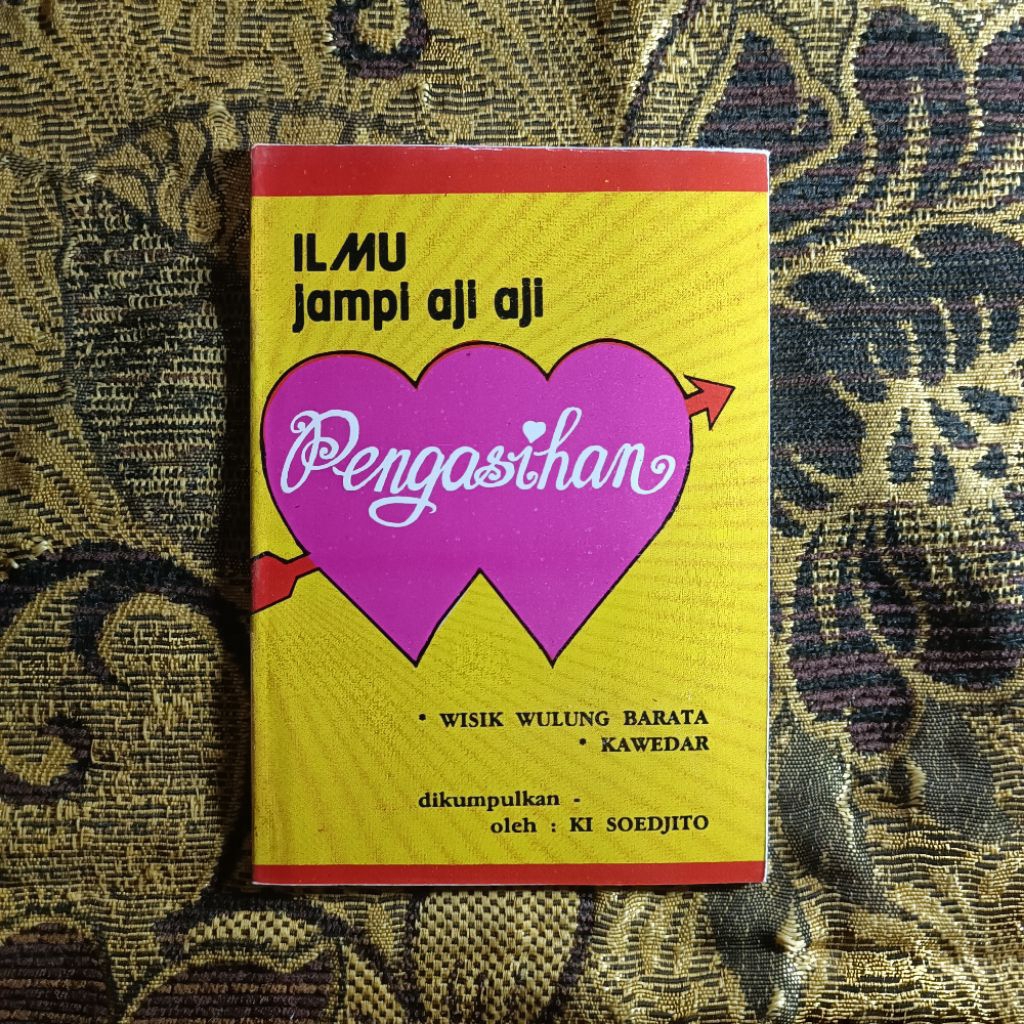 ILMU
jampi aji aji
Pengasihan
* WISIK WULUNG BARATA
* KAWEDAR
dikumpulkan -
oleh : KI SOEDJITO